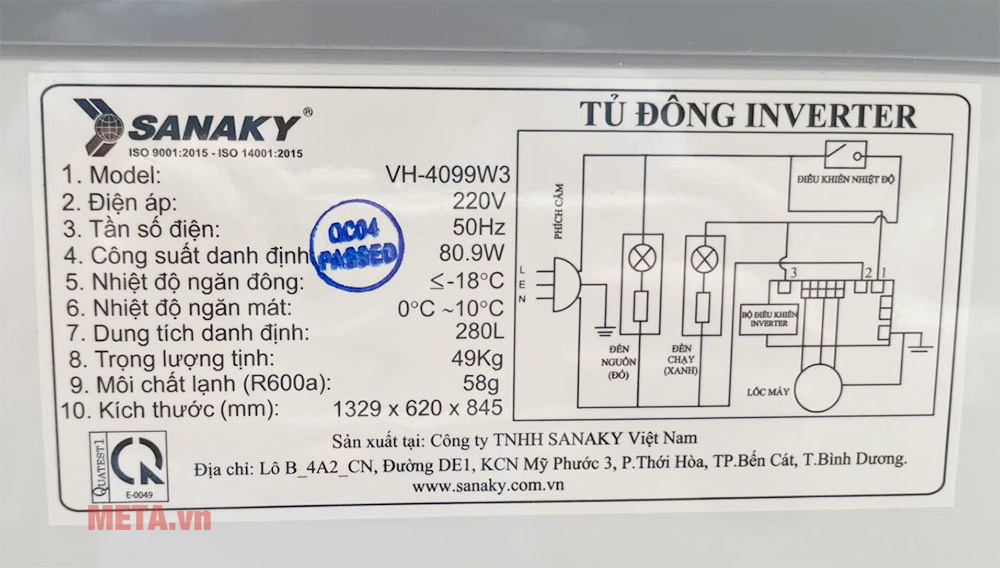 SANAKY®
ISO 9001:2015 - ISO 14001:2015
TỦ ĐÔNG INVERTER
1. Model: VH-4099W3
2. Điện áp: 220V
3. Tần số điện: 50Hz
4. Công suất danh định 80.9W
5. Nhiệt độ ngăn đông: ≤-18°C
6. Nhiệt độ ngăn mát: 0°C ~10°C
7. Dung tích danh định: 280L
8. Trọng lượng tịnh: 49Kg
9. Môi chất lạnh (R600a): 58g
10. Kích thước (mm): 1329 x 620 x 845
QC04
PASSED
ĐIỀU KHIỂN NHIỆT ĐỘ
PHÍCH CẮM
L
E
N
3
2
1
BỘ ĐIỀU KHIỂN
INVERTER
ĐÈN
NGUỒN
(ĐỎ)
ĐÈN
CHẠY
(XANH)
LỐC MÁY
QUATEST1
E-0049
Sản xuất tại: Công ty TNHH SANAKY Việt Nam
Địa chỉ: Lô B_4A2_CN, Đường DE1, KCN Mỹ Phước 3, P.Thới Hòa, TP.Bến Cát, T.Bình Dương.
www.sanaky.com.vn
META.vn